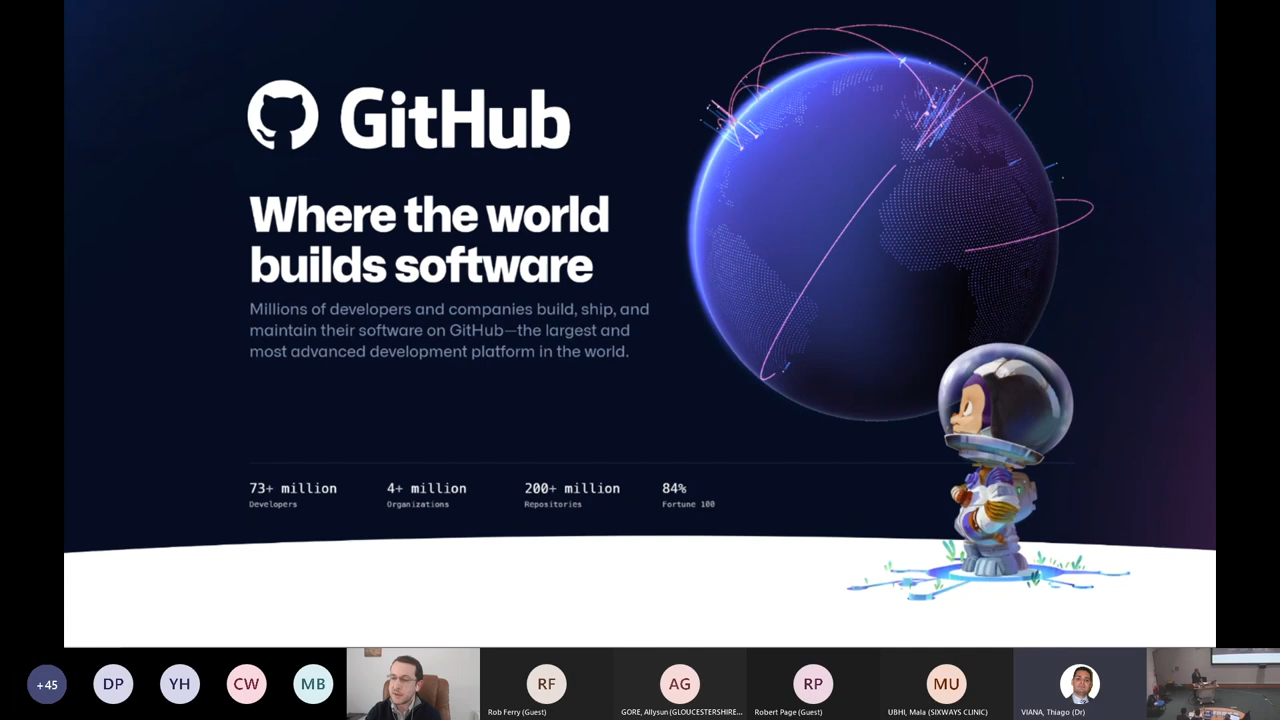 GitHub
Where the world
builds software
Millions of developers and companies build, ship, and
maintain their software on GitHub—the largest and
most advanced development platform in the world.
73+ million
Developers
4+ million
Organizations
200+ million
Repositories
84%
Fortune 100
+45
DP
YH
CW
MB
RF
Rob Ferry (Guest)
AG
GORE, Allysun (GLOUCESTERSHIRE...
RP
Robert Page (Guest)
MU
UBHI, Mala (SIXWAYS CLINIC)
VIANA, Thiago (Dr)